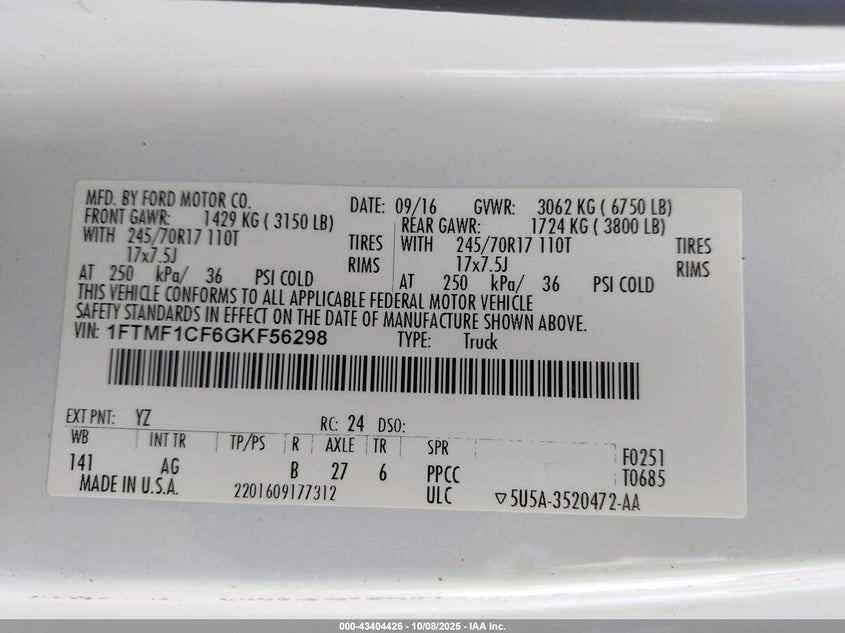 MFD. BY FORD MOTOR CO. DATE: 09/16 GVWR: 3062 KG ( 6750 LB)
FRONT GAWR: 1429 KG ( 3150 LB) REAR GAWR: 1724 KG ( 3800 LB)
WITH 245/70R17 110T TIRES WITH 245/70R17 110T TIRES
17x7.5J RIMS 17x7.5J RIMS
AT 250 kPa/ 36 PSI COLD AT 250 kPa/ 36 PSI COLD
THIS VEHICLE CONFORMS TO ALL APPLICABLE FEDERAL MOTOR VEHICLE
SAFETY STANDARDS IN EFFECT ON THE DATE OF MANUFACTURE SHOWN ABOVE.
VIN: 1FTMF1CF6GKF56298 TYPE: Truck
EXT PNT: YZ RC: 24 DSO:
WB INT TR TP/PS R AXLE TR SPR F0251
141 AG B 27 6 PPCC T0685
MADE IN U.S.A. 2201609177312 ULC ▽5U5A-3520472-AA
000-43404426 - 10/08/2025 - IAA Inc.